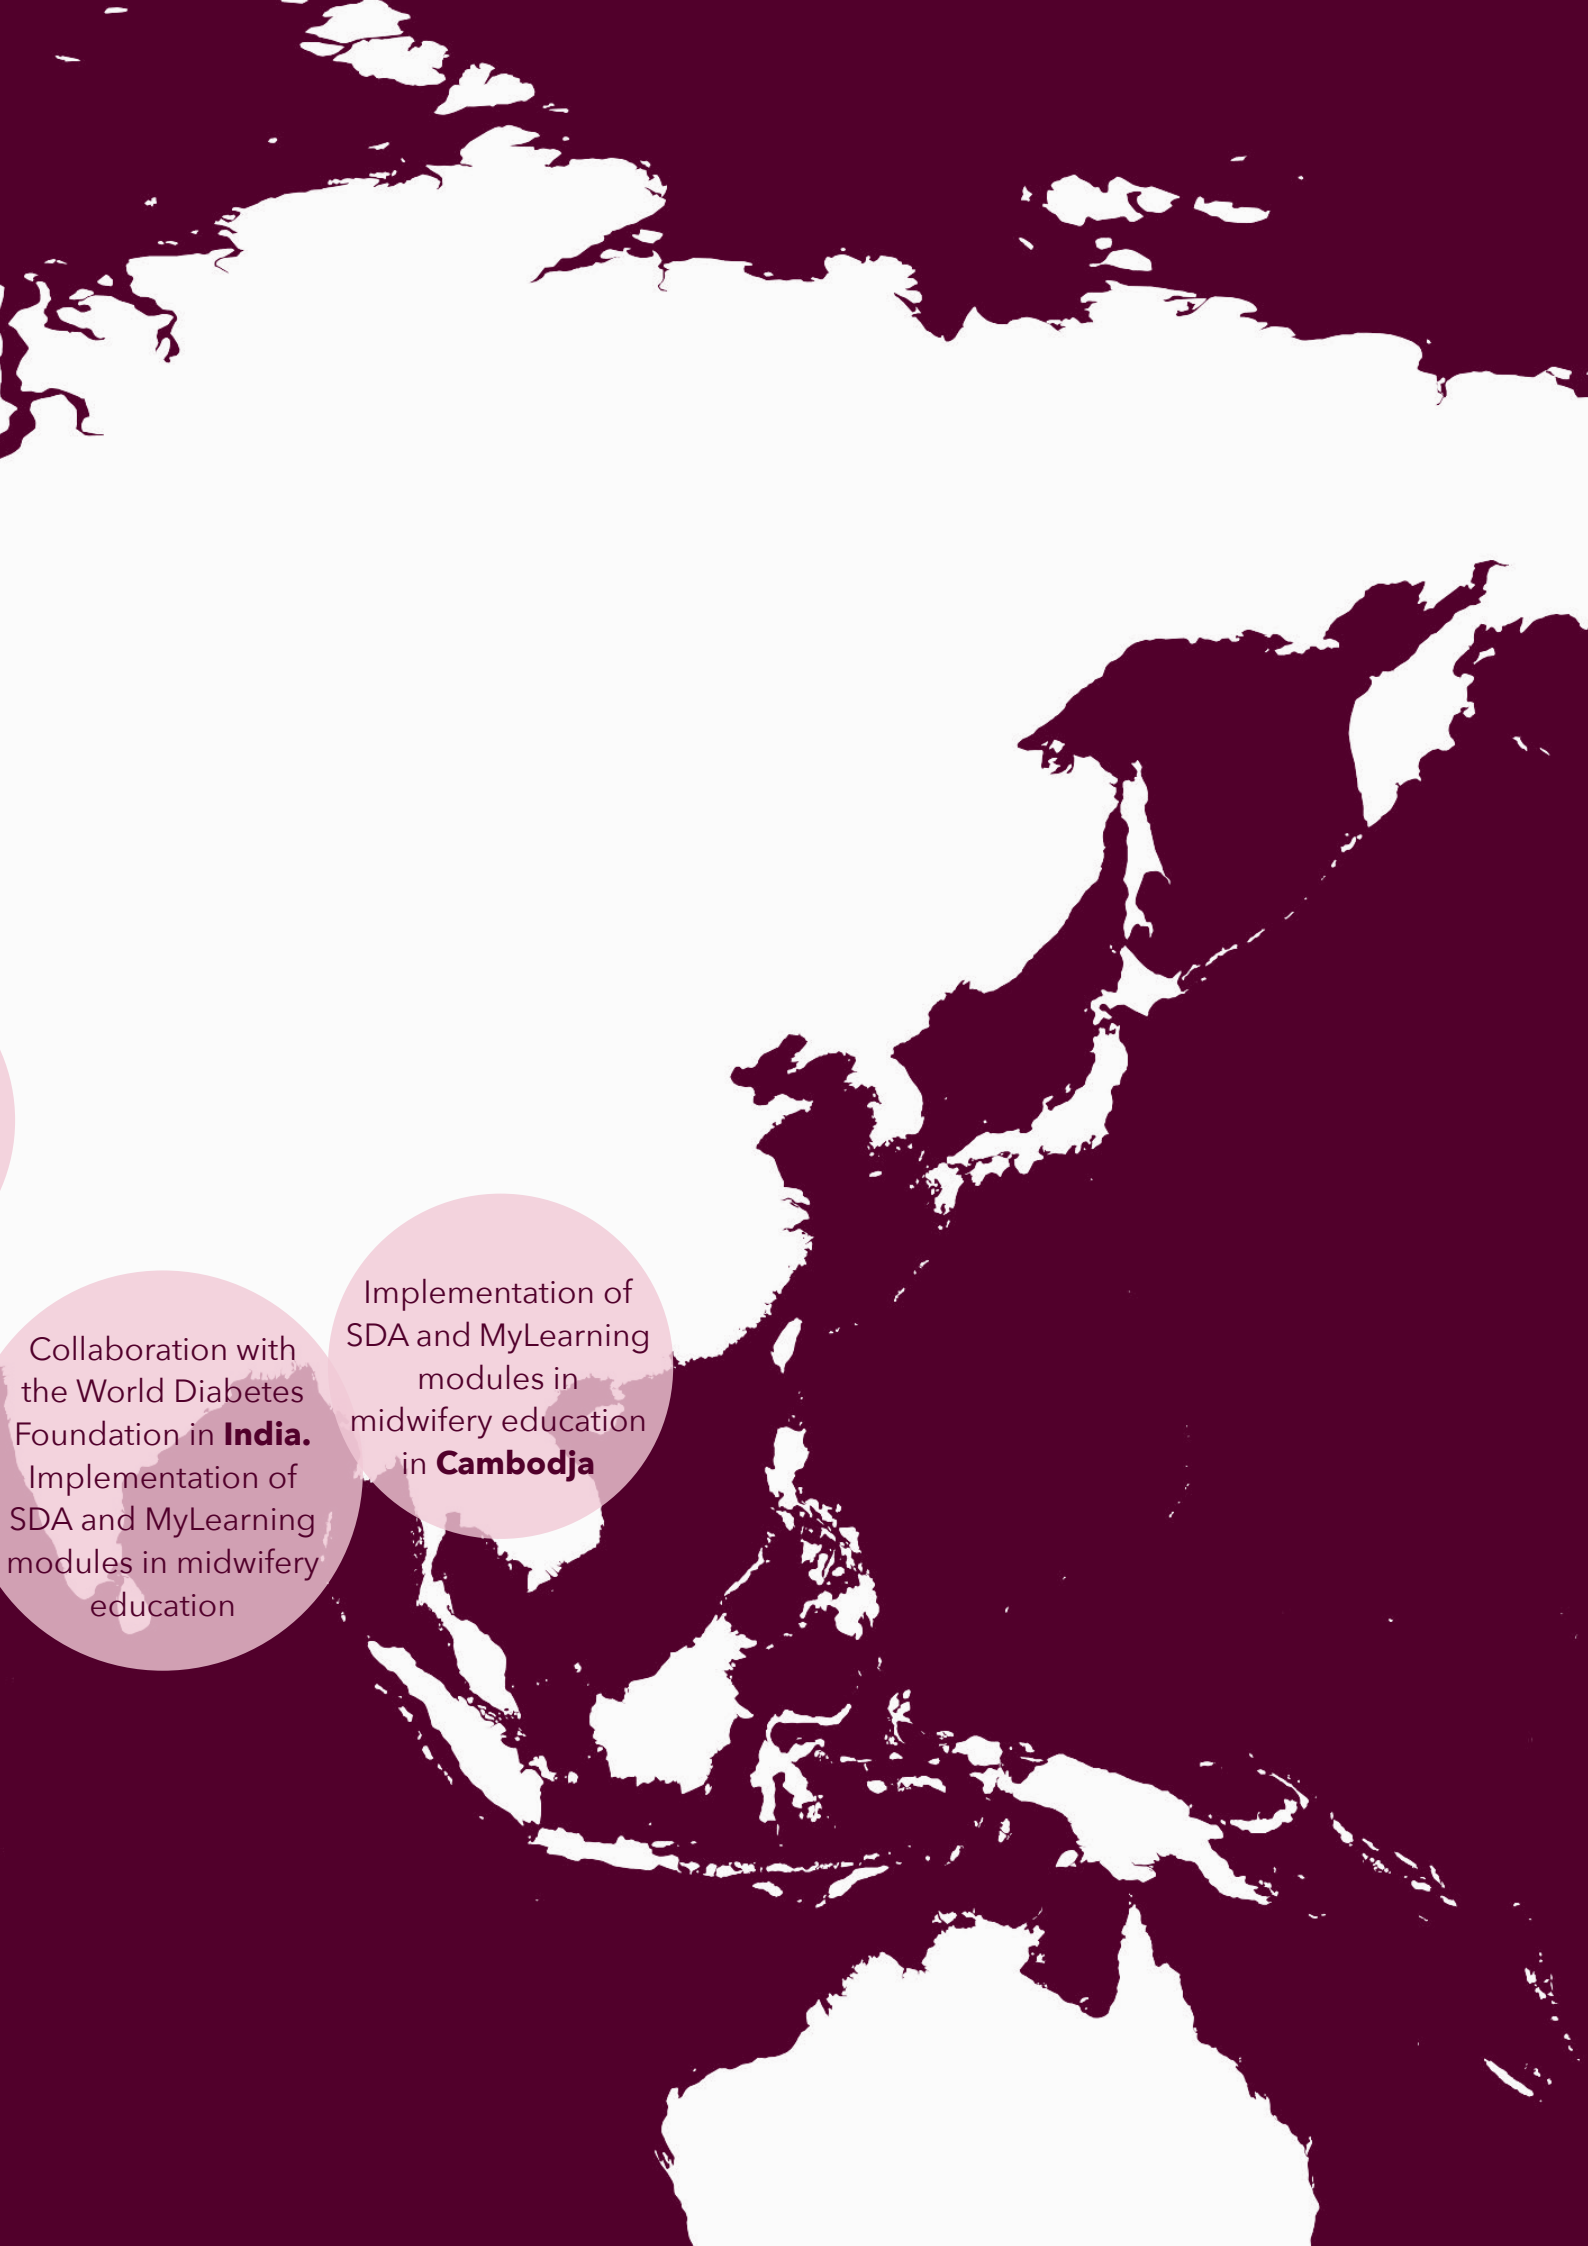 Collaboration with
the World Diabetes
Foundation in India.
Implementation of
SDA and MyLearning
modules in midwifery
education
Implementation of
SDA and MyLearning
modules in
midwifery education
in Cambodja